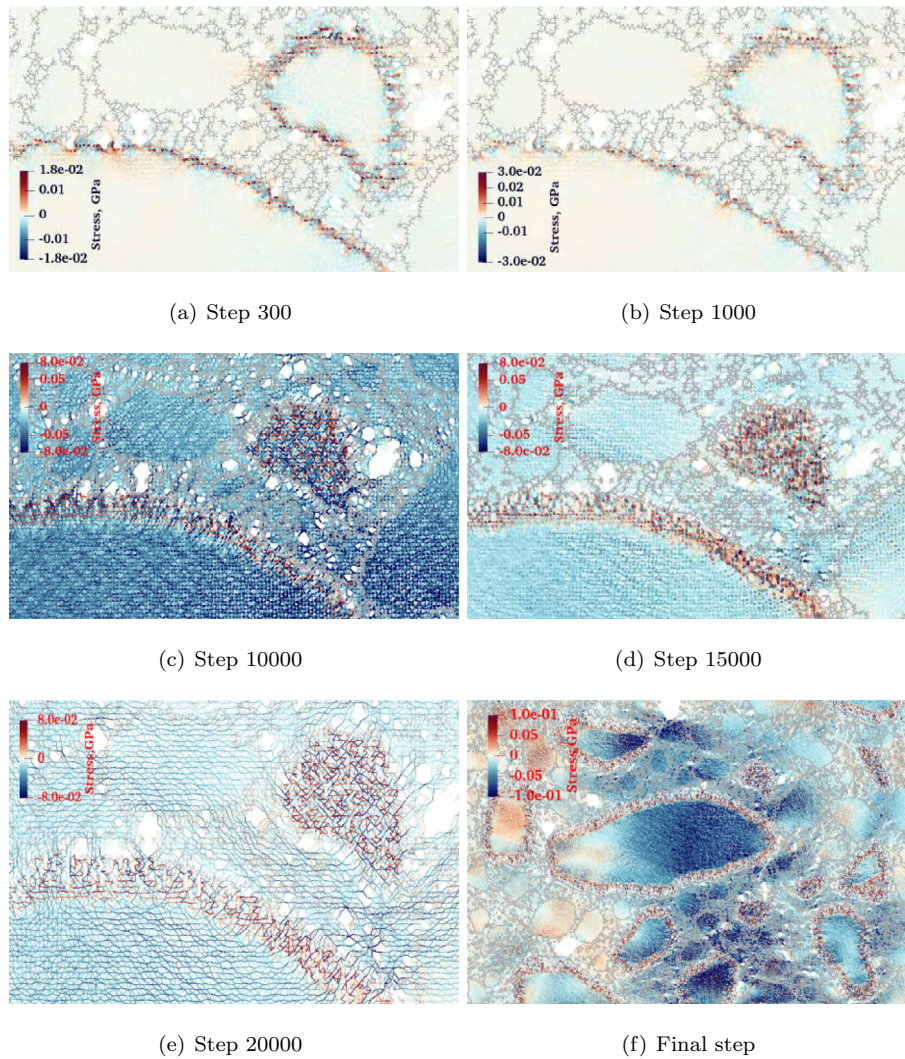 1.8e-02
0.01
0
-0.01
-1.8e-02
Stress, GPa
(a) Step 300
3.0e-02
0.02
0.01
0
-0.01
-3.0e-02
Stress, GPa
(b) Step 1000
8.0e-02
0.05
0
-0.05
-8.0e-02
Stress, GPa
(c) Step 10000
8.0e-02
0.05
0
-0.05
-8.0e-02
Stress, GPa
(d) Step 15000
8.0e-02
0
-8.0e-02
Stress, GPa
(e) Step 20000
1.0e-01
0.05
0
-0.05
-1.0e-01
Stress, GPa
(f) Final step